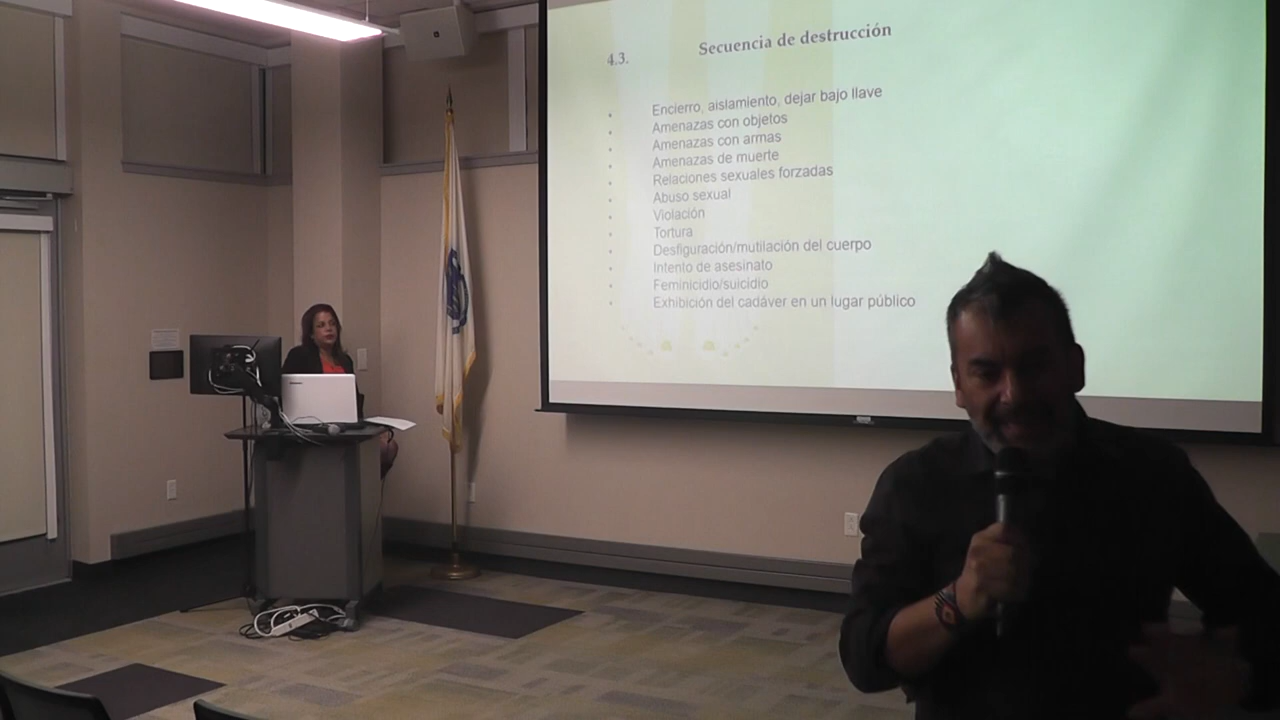 4.3. Secuencia de destrucción
• Encierro, aislamiento, dejar bajo llave
• Amenazas con objetos
• Amenazas con armas
• Amenazas de muerte
• Relaciones sexuales forzadas
• Abuso sexual
• Violación
• Tortura
• Desfiguración/mutilación del cuerpo
• Intento de asesinato
• Feminicidio/suicidio
• Exhibición del cadáver en un lugar público